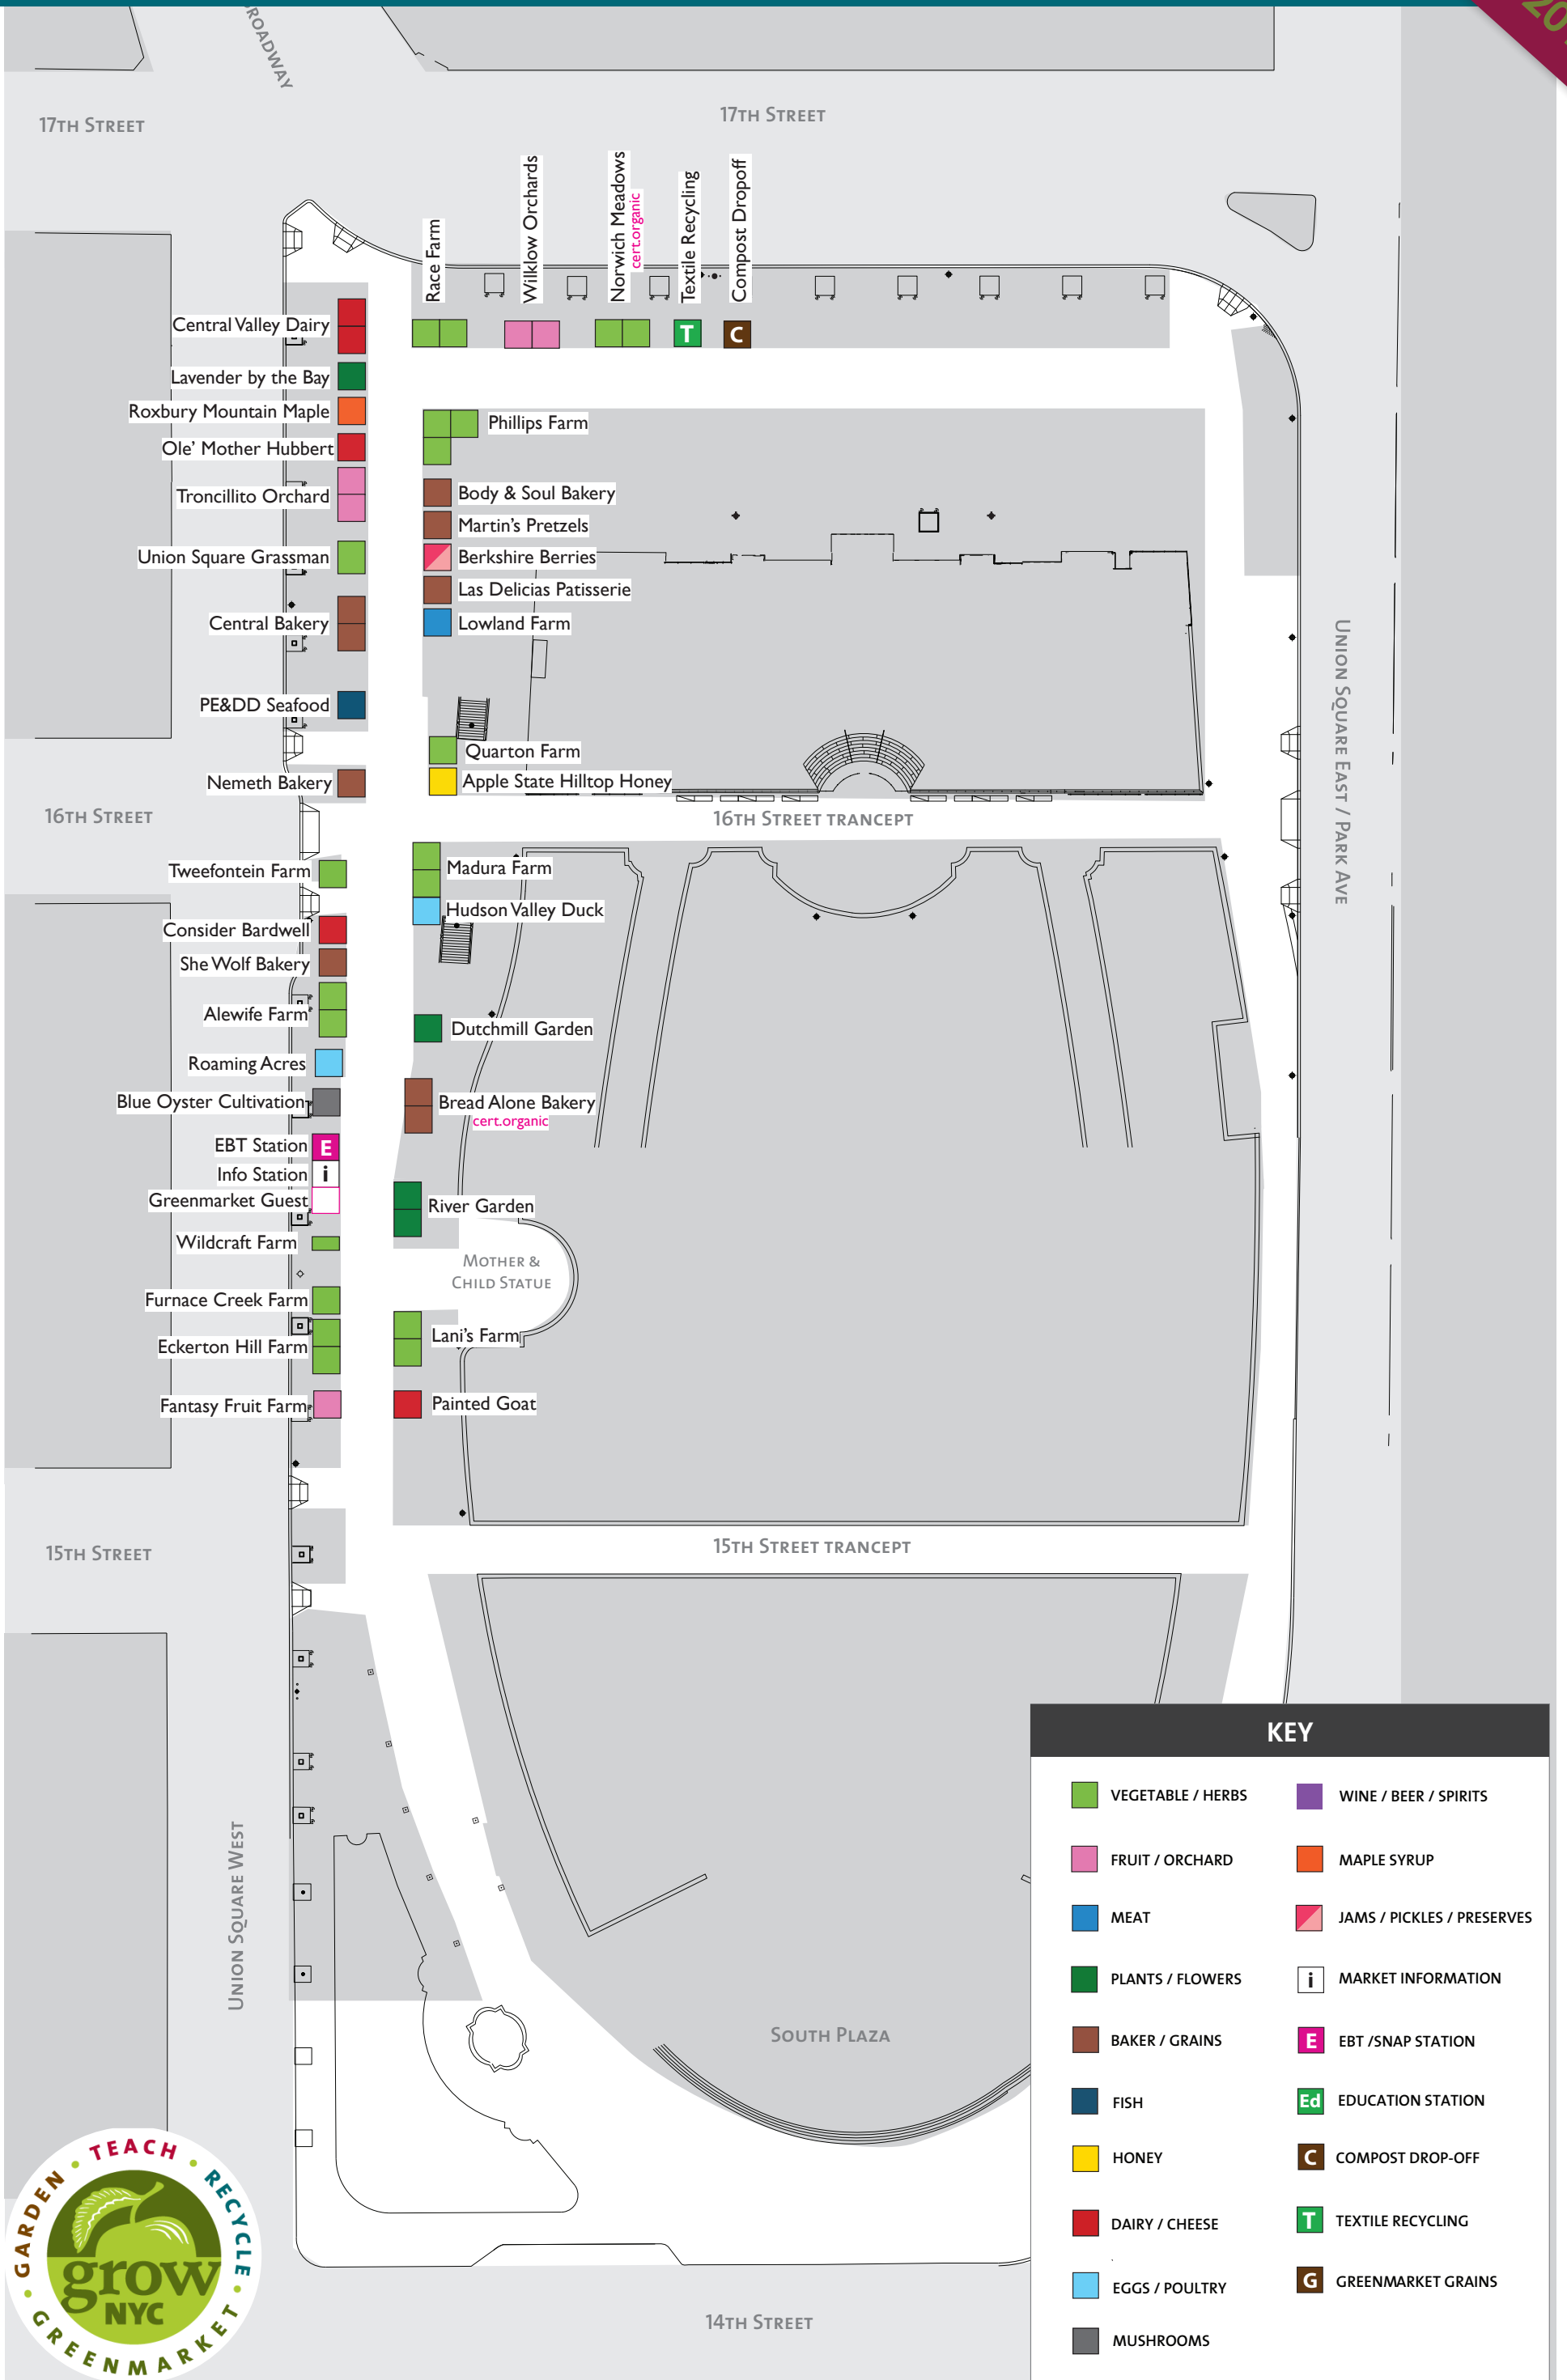 20
BROADWAY
17TH STREET
17TH STREET
Race Farm
Wilklow Orchards
Norwich Meadows
cert.organic
Textile Recycling
Compost Dropoff
T
C
Central Valley Dairy
Lavender by the Bay
Roxbury Mountain Maple
Ole' Mother Hubbert
Troncillito Orchard
Union Square Grassman
Central Bakery
PE&DD Seafood
Nemeth Bakery
Phillips Farm
Body & Soul Bakery
Martin's Pretzels
Berkshire Berries
Las Delicias Patisserie
Lowland Farm
Quarton Farm
Apple State Hilltop Honey
UNION SQUARE EAST / PARK AVE
16TH STREET
16TH STREET TRANCEPT
Tweefontein Farm
Consider Bardwell
She Wolf Bakery
Alewife Farm
Roaming Acres
Blue Oyster Cultivation
EBT Station
E
Info Station
i
Greenmarket Guest
Wildcraft Farm
Furnace Creek Farm
Eckerton Hill Farm
Fantasy Fruit Farm
Madura Farm
Hudson Valley Duck
Dutchmill Garden
Bread Alone Bakery
cert.organic
River Garden
MOTHER &
CHILD STATUE
Lani's Farm
Painted Goat
15TH STREET
15TH STREET TRANCEPT
UNION SQUARE WEST
SOUTH PLAZA
14TH STREET
KEY
VEGETABLE / HERBS
FRUIT / ORCHARD
MEAT
PLANTS / FLOWERS
BAKER / GRAINS
FISH
HONEY
DAIRY / CHEESE
EGGS / POULTRY
MUSHROOMS
WINE / BEER / SPIRITS
MAPLE SYRUP
JAMS / PICKLES / PRESERVES
i MARKET INFORMATION
E EBT /SNAP STATION
Ed EDUCATION STATION
C COMPOST DROP-OFF
T TEXTILE RECYCLING
G GREENMARKET GRAINS
GARDEN • TEACH • RECYCLE • GREENMARKET •
grow
NYC